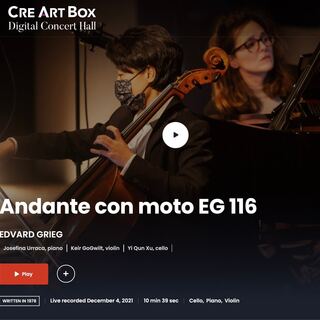 CRE ART BOX
Digital Concert Hall
Andante con moto EG 116
EDVARD GRIEG
Josefina Urraca, piano | Keir GoGwilt, violin | Yi Qun Xu, cello |
Play
WRITTEN IN 1978 | Live recorded December 4, 2021 | 10 min 39 sec | Cello, Piano, Violin